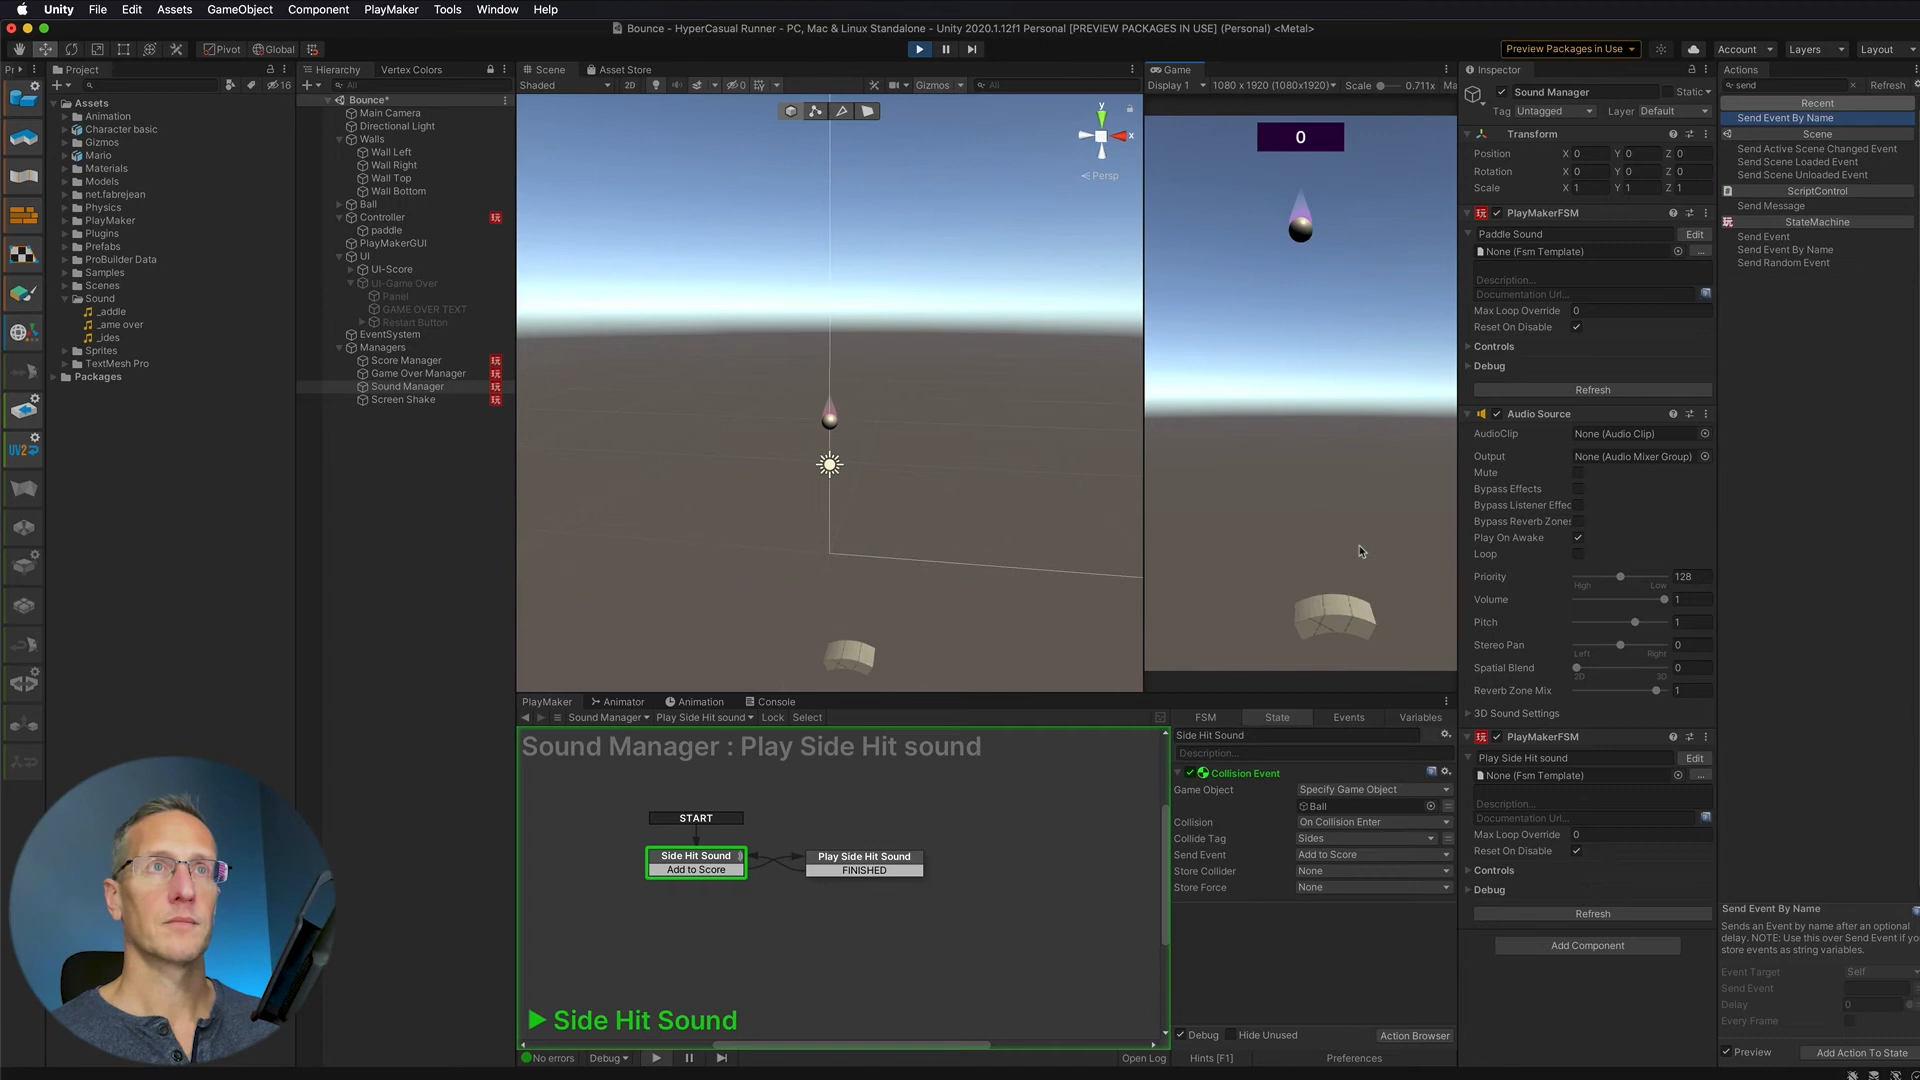 Unity File Edit Assets GameObject Component PlayMaker Tools Window Help
Bounce - HyperCasual Runner - PC, Mac & Linux Standalone - Unity 2020.1.12f1 Personal [PREVIEW PACKAGES IN USE] (Personal) <Metal>
Pivot Global Preview Packages in Use Account Layers Layout
Pr Project Hierarchy Vertex Colors Scene Asset Store Game Inspector Actions
All Shaded 2D Gizmos All Display 1 1080 x 1920 (1080x1920) Scale 0.711x Ma
16
Assets
Animation
Character basic
Gizmos
Mario
Materials
Models
net.fabrejean
Physics
PlayMaker
Plugins
Prefabs
ProBuilder Data
Samples
Scenes
Sound
_addle
_ame over
_ides
Sprites
TextMesh Pro
Packages
UV2
Bounce*
Main Camera
Directional Light
Walls
Wall Left
Wall Right
Wall Top
Wall Bottom
Ball
Controller
paddle
PlayMakerGUI
UI
UI-Score
UI-Game Over
Panel
GAME OVER TEXT
Restart Button
EventSystem
Managers
Score Manager
Game Over Manager
Sound Manager
Screen Shake
y
x
Persp
0
Sound Manager Static
Tag Untagged Layer Default
Transform
Position X 0 Y 0 Z 0
Rotation X 0 Y 0 Z 0
Scale X 1 Y 1 Z 1
PlayMakerFSM
Paddle Sound Edit
None (Fsm Template) ...
Description...
Documentation Url...
Max Loop Override 0
Reset On Disable
Controls
Debug
Refresh
Audio Source
AudioClip None (Audio Clip)
Output None (Audio Mixer Group)
Mute
Bypass Effects
Bypass Listener Effec
Bypass Reverb Zones
Play On Awake
Loop
Priority 128
High Low
Volume 1
Pitch 1
Stereo Pan 0
Left Right
Spatial Blend 0
2D 3D
Reverb Zone Mix 1
3D Sound Settings
PlayMakerFSM
Play Side Hit sound Edit
None (Fsm Template) ...
Description...
Documentation Url...
Max Loop Override 0
Reset On Disable
Controls
Debug
Refresh
Add Component
send Refresh
Recent
Send Event By Name
Scene
Send Active Scene Changed Event
Send Scene Loaded Event
Send Scene Unloaded Event
ScriptControl
Send Message
StateMachine
Send Event
Send Event By Name
Send Random Event
Send Event By Name
Sends an Event by name after an optional
delay. NOTE: Use this over Send Event if you
store events as string variables.
Event Target Self
Send Event
Delay 0
Every Frame
Preview Add Action To State
PlayMaker Animator Animation Console
Sound Manager Play Side Hit sound Lock Select
Sound Manager : Play Side Hit sound
START
Side Hit Sound
Add to Score
Play Side Hit Sound
FINISHED
Side Hit Sound
No errors Debug Open Log
FSM State Events Variables
Side Hit Sound
Description...
Collision Event
Game Object Specify Game Object
Ball
Collision On Collision Enter
Collide Tag Sides
Send Event Add to Score
Store Collider None
Store Force None
Debug Hide Unused Action Browser
Hints [F1] Preferences